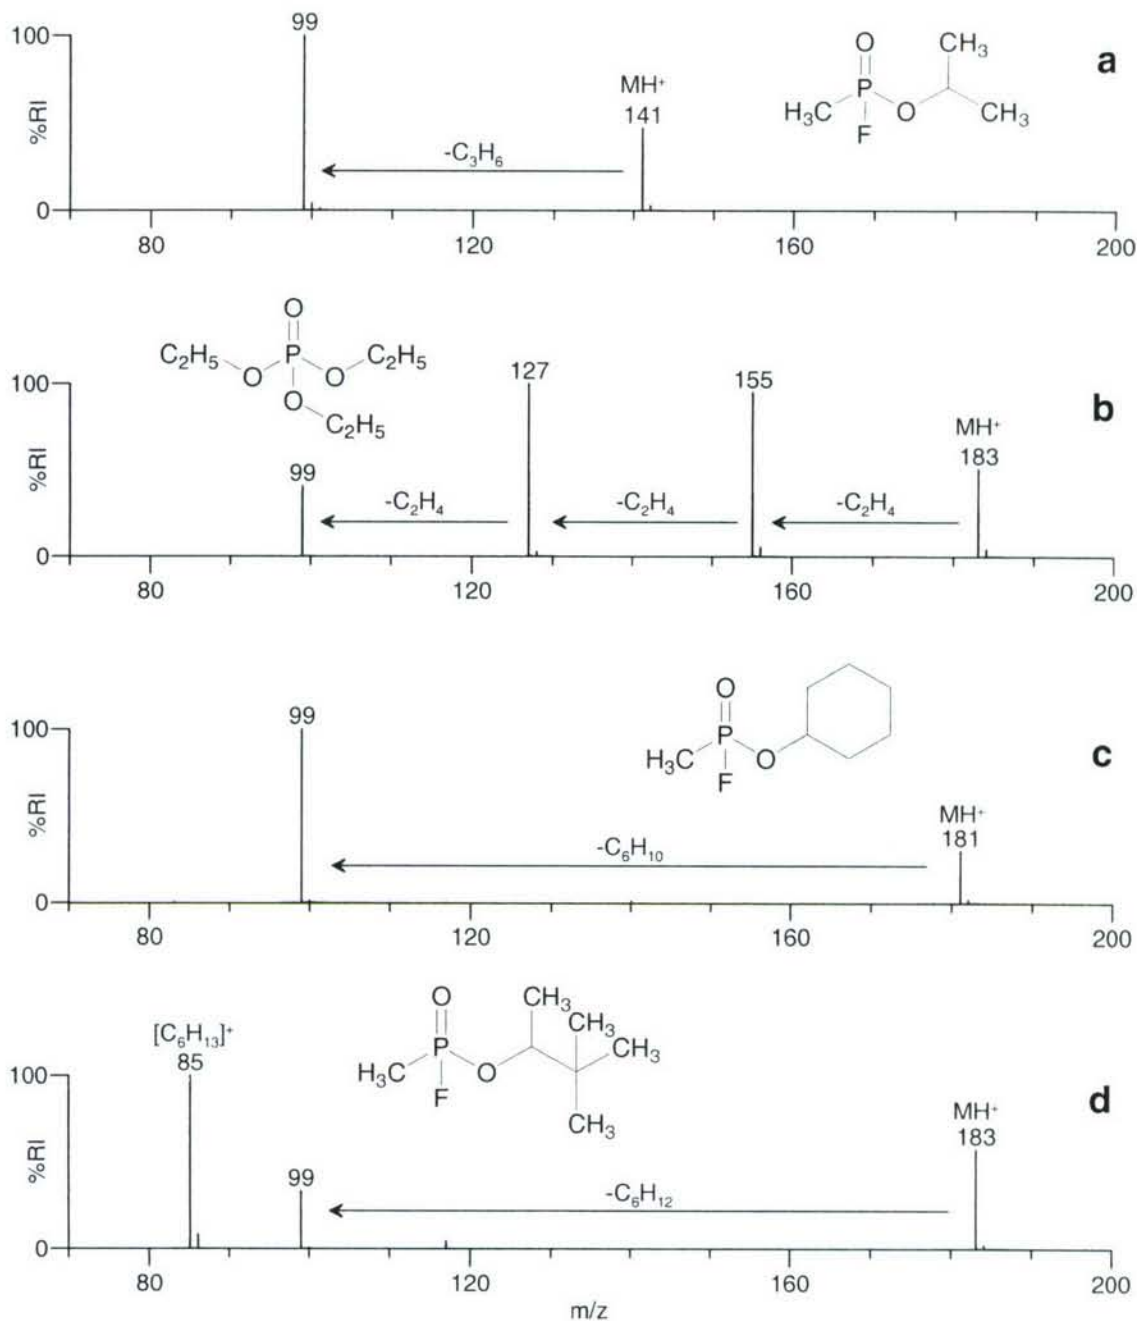 99
100
%RI
0
-C₃H₆
MH⁺
141
O
H₃C
P
F
O
CH₃
CH₃
a
80
120
160
200
O
C₂H₅
O
P
O
C₂H₅
O
C₂H₅
100
%RI
0
99
-C₂H₄
127
-C₂H₄
155
-C₂H₄
MH⁺
183
b
80
120
160
200
100
%RI
0
99
-C₆H₁₀
O
H₃C
P
O
F
MH⁺
181
c
80
120
160
200
[C₆H₁₃]⁺
85
100
%RI
0
99
-C₆H₁₂
O
CH₃
CH₃
H₃C
P
O
CH₃
F
CH₃
MH⁺
183
d
80
120
160
200
m/z